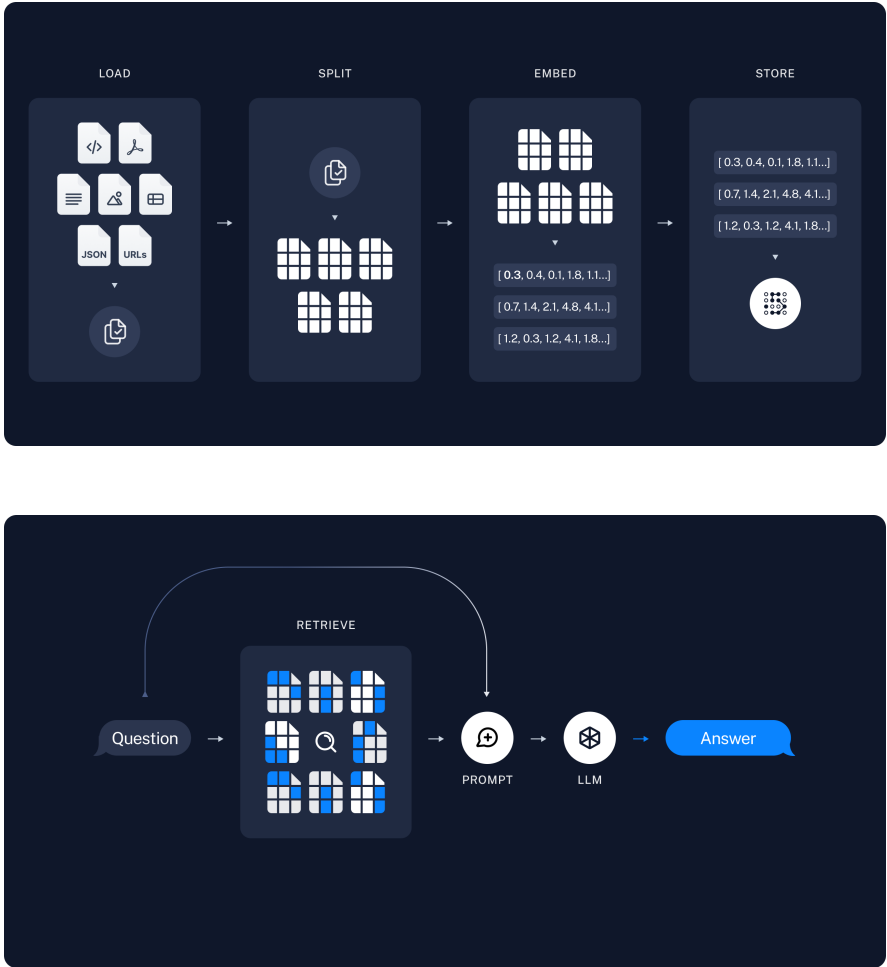 LOAD
SPLIT
EMBED
STORE
</>
JSON
URLs
[ 0.3, 0.4, 0.1, 1.8, 1.1...]
[ 0.7, 1.4, 2.1, 4.8, 4.1...]
[ 1.2, 0.3, 1.2, 4.1, 1.8...]
[ 0.3, 0.4, 0.1, 1.8, 1.1...]
[ 0.7, 1.4, 2.1, 4.8, 4.1...]
[ 1.2, 0.3, 1.2, 4.1, 1.8...]
RETRIEVE
Question
Answer
PROMPT
LLM